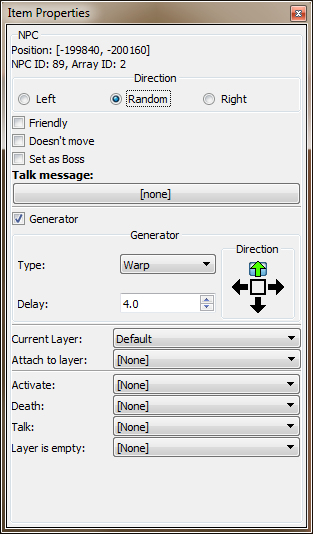 Item Properties
NPC
Position: [-199840, -200160]
NPC ID: 89, Array ID: 2
Direction
Left Random Right
Friendly
Doesn't move
Set as Boss
Talk message:
[none]
Generator
Generator
Direction
Type: Warp
Delay: 4.0
Current Layer: Default
Attach to layer: [None]
Activate: [None]
Death: [None]
Talk: [None]
Layer is empty: [None]